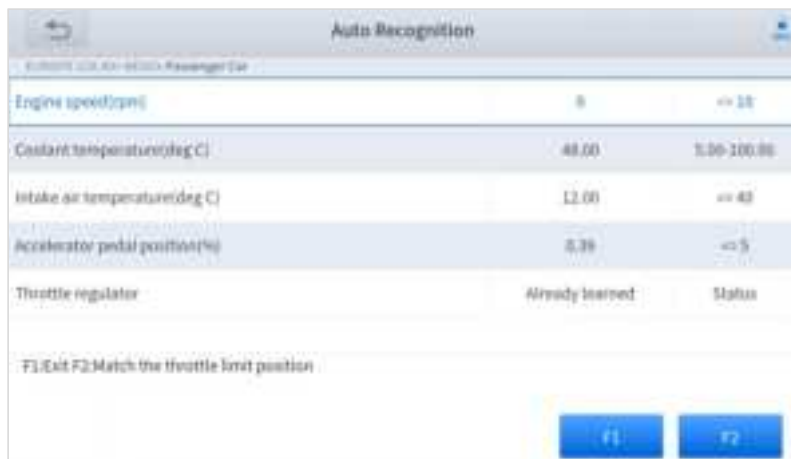 Auto Recognition
Passenger Car
Engine speed(rpm) 0 <= 10
Coolant temperature(deg C) 48.00 5.00-100.00
Intake air temperature(deg C) 12.00 <= 40
Accelerator pedal position(%) 0.39 <= 5
Throttle regulator Already learned Status
F1:Exit F2:Match the throttle limit position
F1 F2